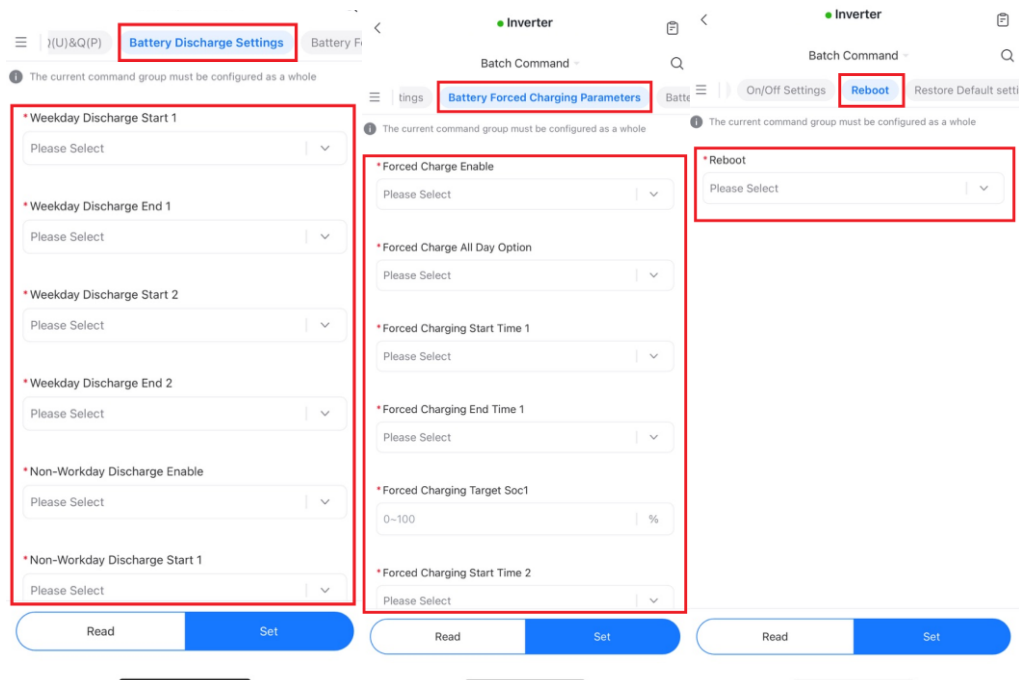 )(U)&Q(P)
Battery Discharge Settings
Battery F
The current command group must be configured as a whole
*Weekday Discharge Start 1
Please Select
*Weekday Discharge End 1
Please Select
*Weekday Discharge Start 2
Please Select
*Weekday Discharge End 2
Please Select
*Non-Workday Discharge Enable
Please Select
*Non-Workday Discharge Start 1
Please Select
Read
Set
Inverter
Batch Command
tings
Battery Forced Charging Parameters
Batte
The current command group must be configured as a whole
*Forced Charge Enable
Please Select
*Forced Charge All Day Option
Please Select
*Forced Charging Start Time 1
Please Select
*Forced Charging End Time 1
Please Select
*Forced Charging Target Soc1
0~100 %
*Forced Charging Start Time 2
Please Select
Read
Set
Inverter
Batch Command
On/Off Settings
Reboot
Restore Default setti
The current command group must be configured as a whole
*Reboot
Please Select
Read
Set